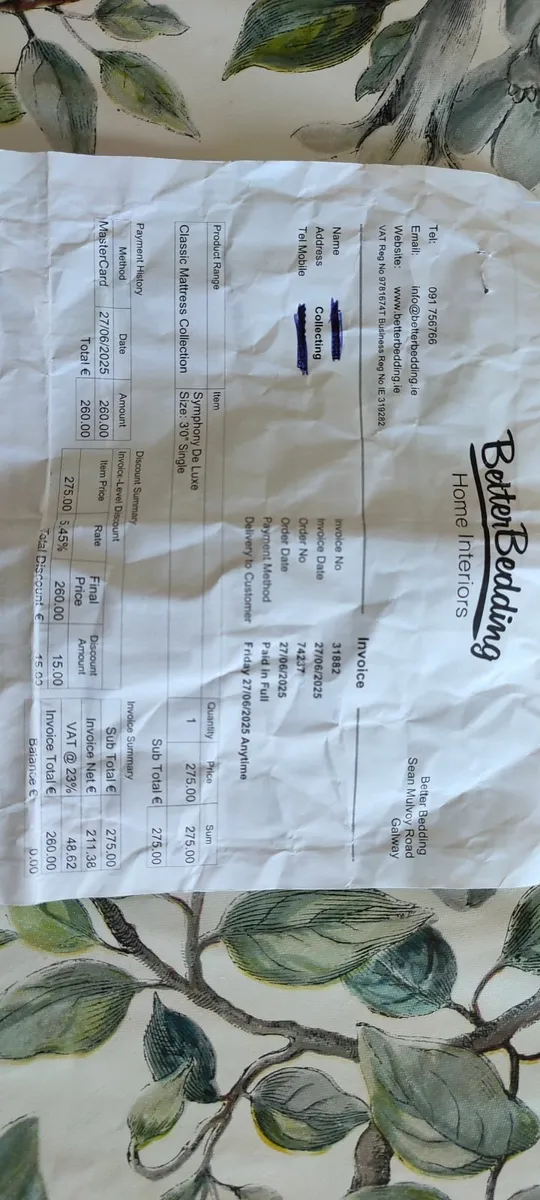 BetterBedding
Home Interiors
Better Bedding
Sean Mulvoy Road
Galway
Tel: 091 756766
Email: info@betterbedding.ie
Website: www.betterbedding.ie
VAT Reg No 9781674T Business Reg No IE 319282
Invoice
Name
Address Collecting
Tel Mobile
Invoice No 31882
Invoice Date 27/06/2025
Order No 74237
Order Date 27/06/2025
Payment Method Paid in Full
Delivery to Customer Friday 27/06/2025 Anytime
Product Range Item Quantity Price Sum
Classic Mattress Collection Symphony De Luxe 1 275.00 275.00
Size: 3'0" Single
Sub Total € 275.00
Payment History
Method Date Amount
MasterCard 27/06/2025 260.00
Total € 260.00
Discount Summary
Invoice-Level Discount
Item Price Rate Final Price Discount Amount
275.00 5.45% 260.00 15.00
Total Discount € 15.00
Invoice Summary
Sub Total € 275.00
Invoice Net € 211.38
VAT @ 23% 48.62
Invoice Total € 260.00
Balance € 0.00